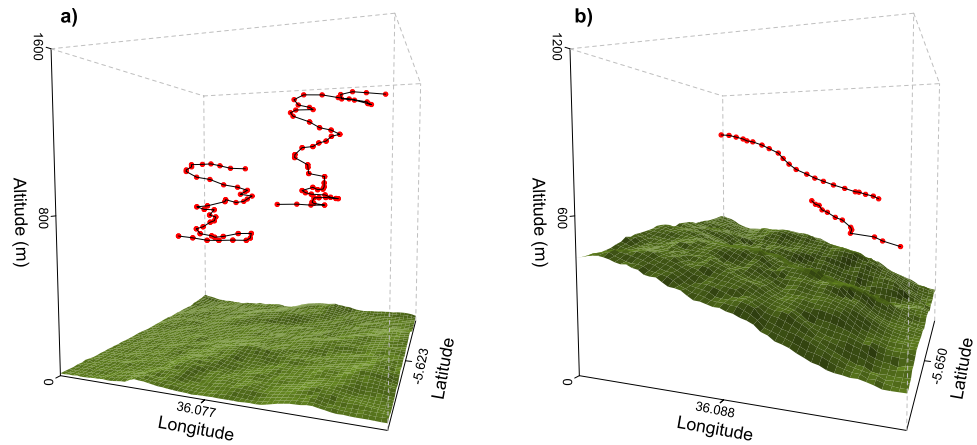 a)
1600
800
0
Altitude (m)
36.077
Longitude
-5.623
Latitude
b)
1200
600
0
Altitude (m)
36.088
Longitude
-5.650
Latitude